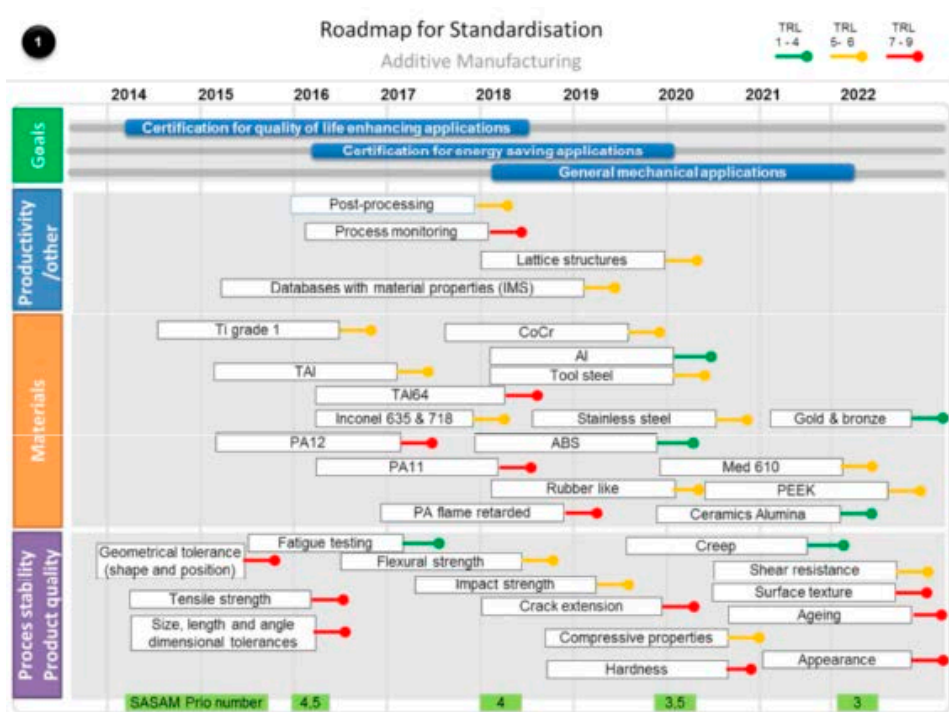 1
Roadmap for Standardisation
Additive Manufacturing
TRL
1 - 4
TRL
5- 6
TRL
7 - 9
2014 2015 2016 2017 2018 2019 2020 2021 2022
Goals
Certification for quality of life enhancing applications
Certification for energy saving applications
General mechanical applications
Productivity
/other
Post-processing
Process monitoring
Lattice structures
Databases with material properties (IMS)
Materials
Ti grade 1
CoCr
Al
TAl
Tool steel
TAl64
Inconel 635 & 718
Stainless steel
Gold & bronze
PA12
ABS
PA11
Med 610
Rubber like
PEEK
PA flame retarded
Ceramics Alumina
Proces stability
Product quality
Geometrical tolerance
(shape and position)
Fatigue testing
Creep
Flexural strength
Shear resistance
Impact strength
Surface texture
Tensile strength
Crack extension
Ageing
Size, length and angle
dimensional tolerances
Compressive properties
Hardness
Appearance
SASAM Prio number 4,5 4 3,5 3